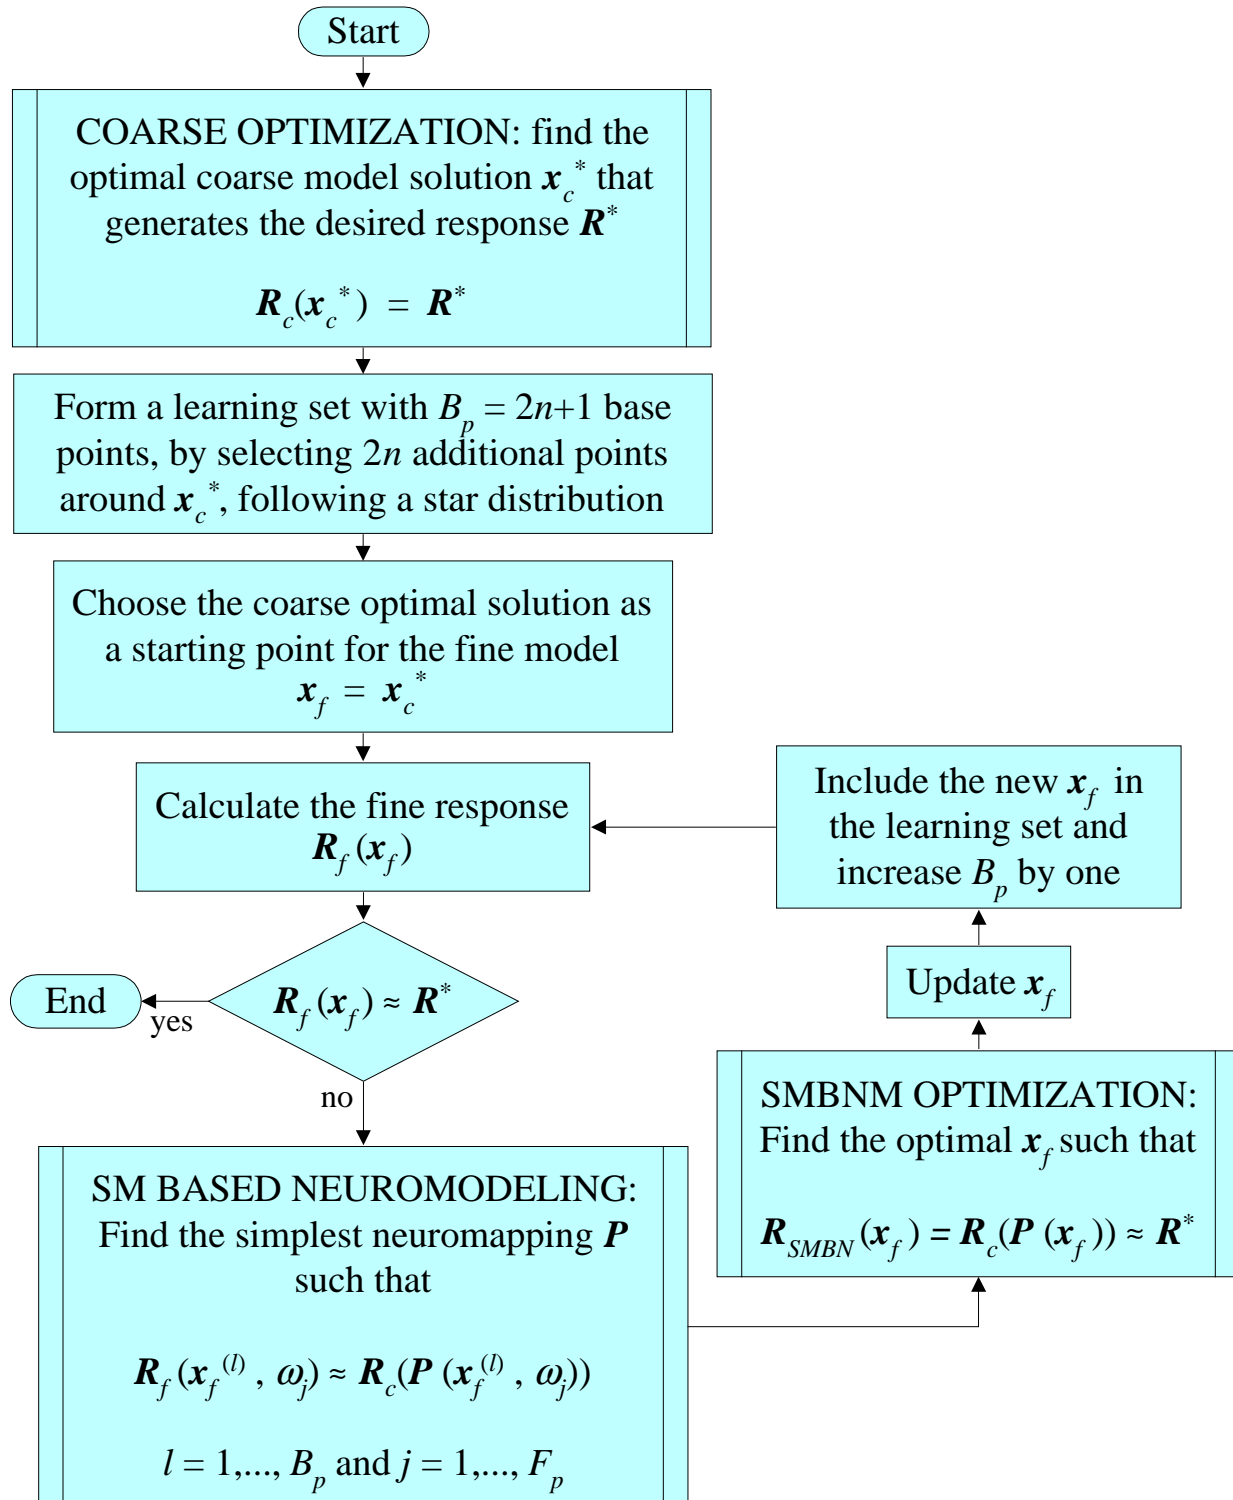 Start
COARSE OPTIMIZATION: find the
optimal coarse model solution x_c^* that
generates the desired response R^*
R_c(x_c^*) = R^*
Form a learning set with B_p = 2n+1 base
points, by selecting 2n additional points
around x_c^*, following a star distribution
Choose the coarse optimal solution as
a starting point for the fine model
x_f = x_c^*
Calculate the fine response
R_f(x_f)
R_f(x_f) ≈ R^*
yes
End
no
SM BASED NEUROMODELING:
Find the simplest neuromapping P
such that
R_f(x_f^(l) , ω_j) ≈ R_c(P (x_f^(l) , ω_j))
l = 1,..., B_p and j = 1,..., F_p
SMBNM OPTIMIZATION:
Find the optimal x_f such that
R_SMBN(x_f) = R_c(P (x_f)) ≈ R^*
Update x_f
Include the new x_f in
the learning set and
increase B_p by one